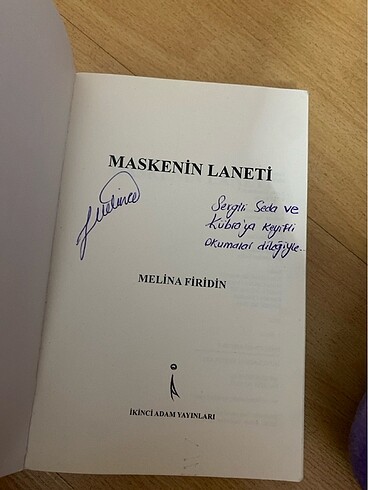 MASKENİN LANETİ
Melina
Sevgili Seda ve
Kübra'ya keyifli
okumalar dileğiyle...
MELİNA FİRİDİN
İKİNCİ ADAM YAYINLARI